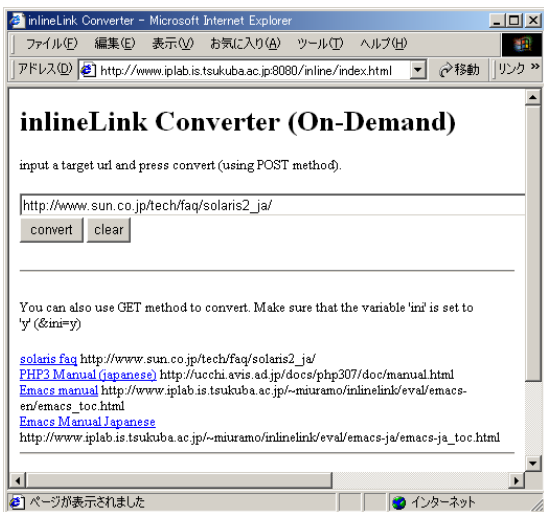 inlineLink Converter - Microsoft Internet Explorer
ファイル(F) 編集(E) 表示(V) お気に入り(A) ツール(T) ヘルプ(H)
アドレス(D) http://www.iplab.is.tsukuba.ac.jp:8080/inline/index.html 移動 リンク »
inlineLink Converter (On-Demand)
input a target url and press convert (using POST method).
http://www.sun.co.jp/tech/faq/solaris2_ja/
convert clear
You can also use GET method to convert. Make sure that the variable 'ini' is set to
'y' (&ini=y)
solaris faq http://www.sun.co.jp/tech/faq/solaris2_ja/
PHP3 Manual (japanese) http://ucchi.avis.ad.jp/docs/php307/doc/manual.html
Emacs manual http://www.iplab.is.tsukuba.ac.jp/~miuramo/inlinelink/eval/emacs-
en/emacs_toc.html
Emacs Manual Japanese
http://www.iplab.is.tsukuba.ac.jp/~miuramo/inlinelink/eval/emacs-ja/emacs-ja_toc.html
ページが表示されました インターネット